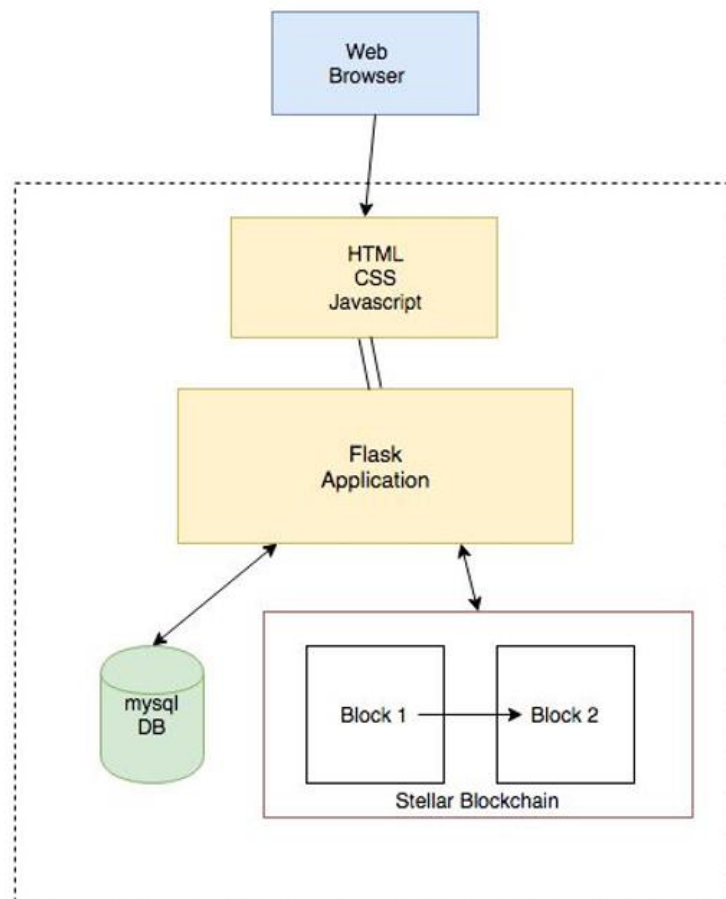 Web
Browser
HTML
CSS
Javascript
Flask
Application
mysql
DB
Block 1
Block 2
Stellar Blockchain